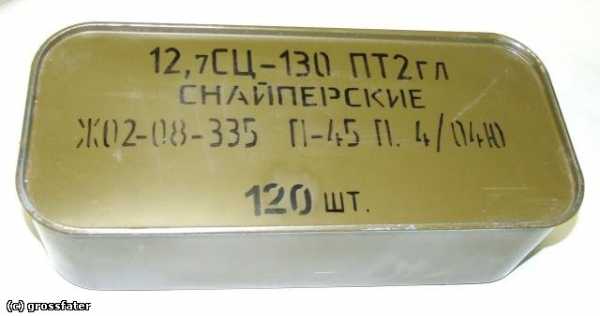 12,7СЦ-130 ПТ2гл
СНАЙПЕРСКИЕ
Ж02-08-335 П-45 П. 4/04Ю
120 шт.
(c) grossfater